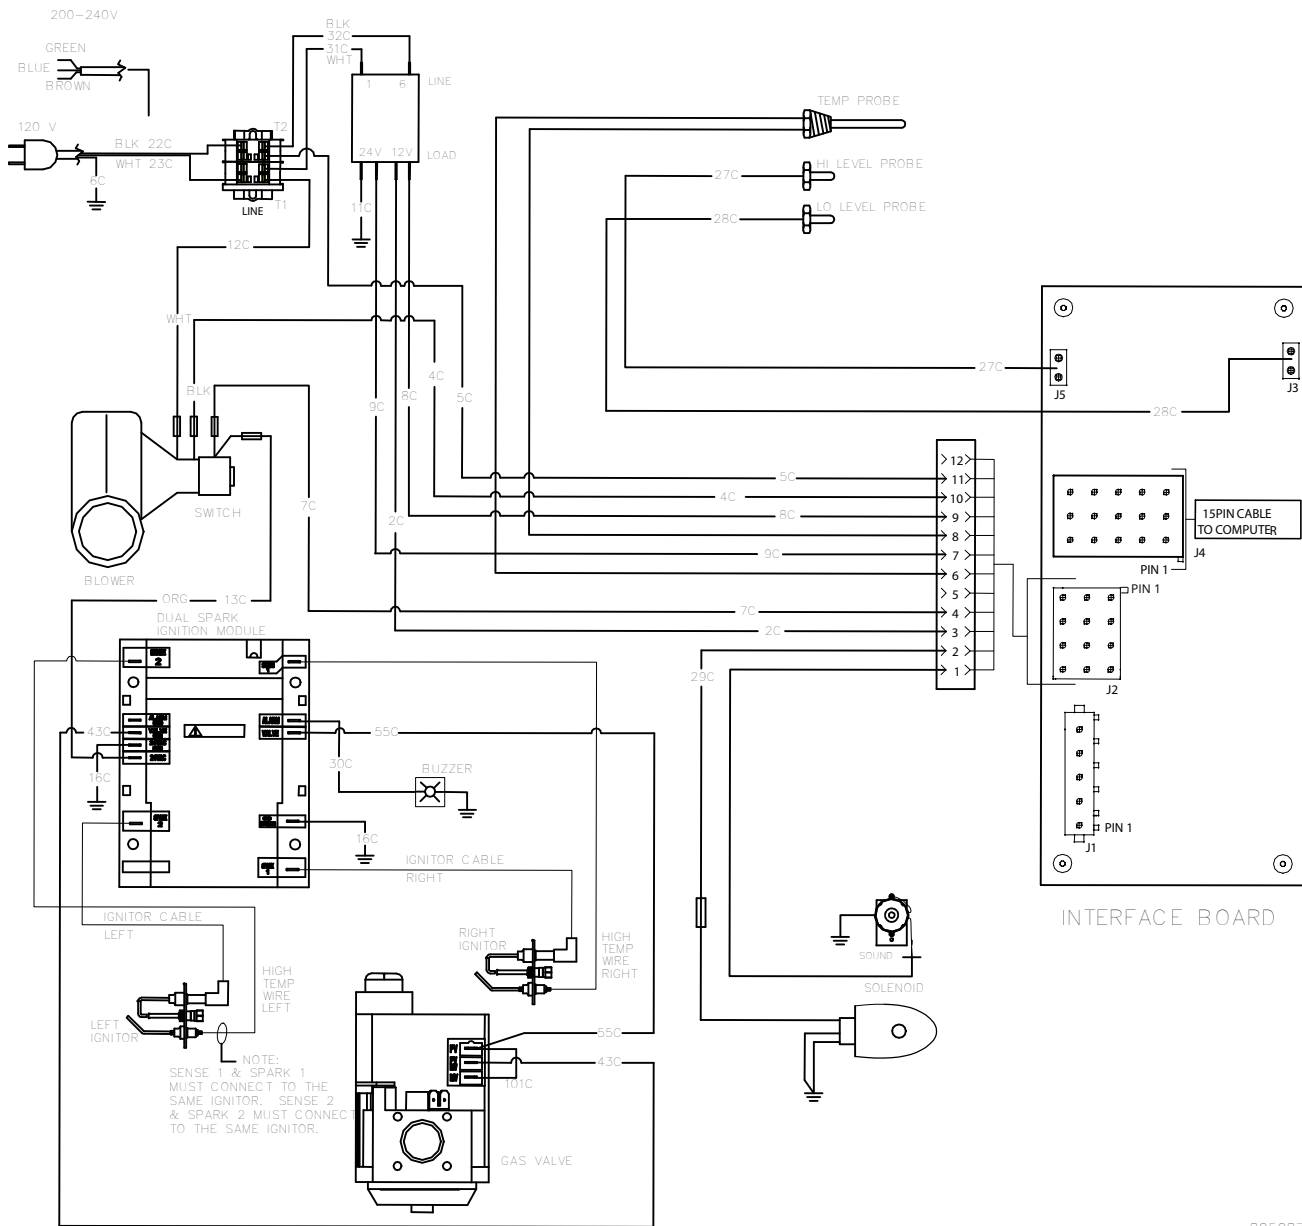 200-240V
GREEN
BLUE
BROWN
120 V
BLK 22C
WHT 23C
6C
T2
T1
LINE
BLK
32C
31C
WHT
1 6
LINE
24V 12V
LOAD
11C
12C
WHT
BLK
9C
2C
8C
4C
5C
7C
TEMP PROBE
HI LEVEL PROBE
27C
LO LEVEL PROBE
28C
27C
28C
J5
J3
SWITCH
BLOWER
ORG 13C
5C
4C
8C
9C
7C
2C
12
11
10
9
8
7
6
5
4
3
2
1
15PIN CABLE
TO COMPUTER
J4
PIN 1
PIN 1
J2
PIN 1
J1
INTERFACE BOARD
DUAL SPARK
IGNITION MODULE
2
43C
16C
55C
30C
BUZZER
16C
IGNITOR CABLE
RIGHT
IGNITOR CABLE
LEFT
29C
RIGHT
IGNITOR
HIGH
TEMP
WIRE
RIGHT
HIGH
TEMP
WIRE
LEFT
LEFT
IGNITOR
NOTE:
SENSE 1 & SPARK 1
MUST CONNECT TO THE
SAME IGNITOR. SENSE 2
& SPARK 2 MUST CONNECT
TO THE SAME IGNITOR.
55C
43C
101C
GAS VALVE
SOUND
SOLENOID